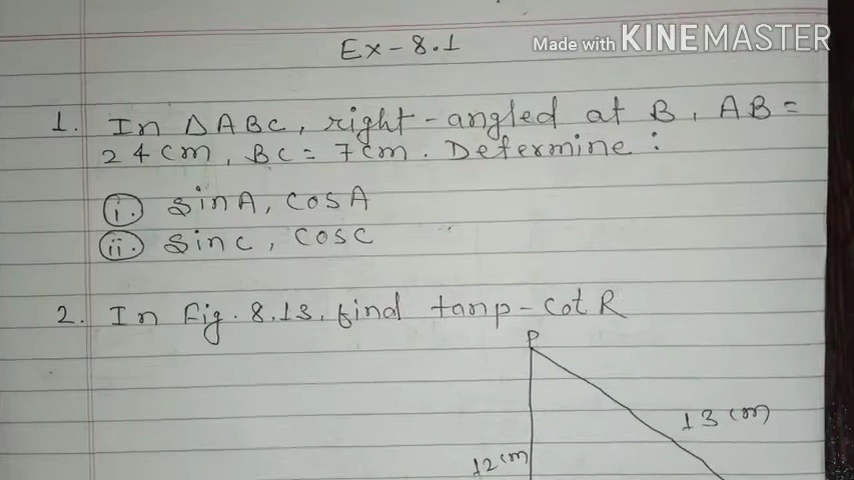 Ex-8.1
Made with KINEMASTER
1. In ΔABC, right-angled at B, AB =
24 cm, BC = 7 cm. Determine :
i. sin A, cos A
ii. sin C, cos C
2. In fig. 8.13, find tan p - cot R
P
13 cm
12 cm